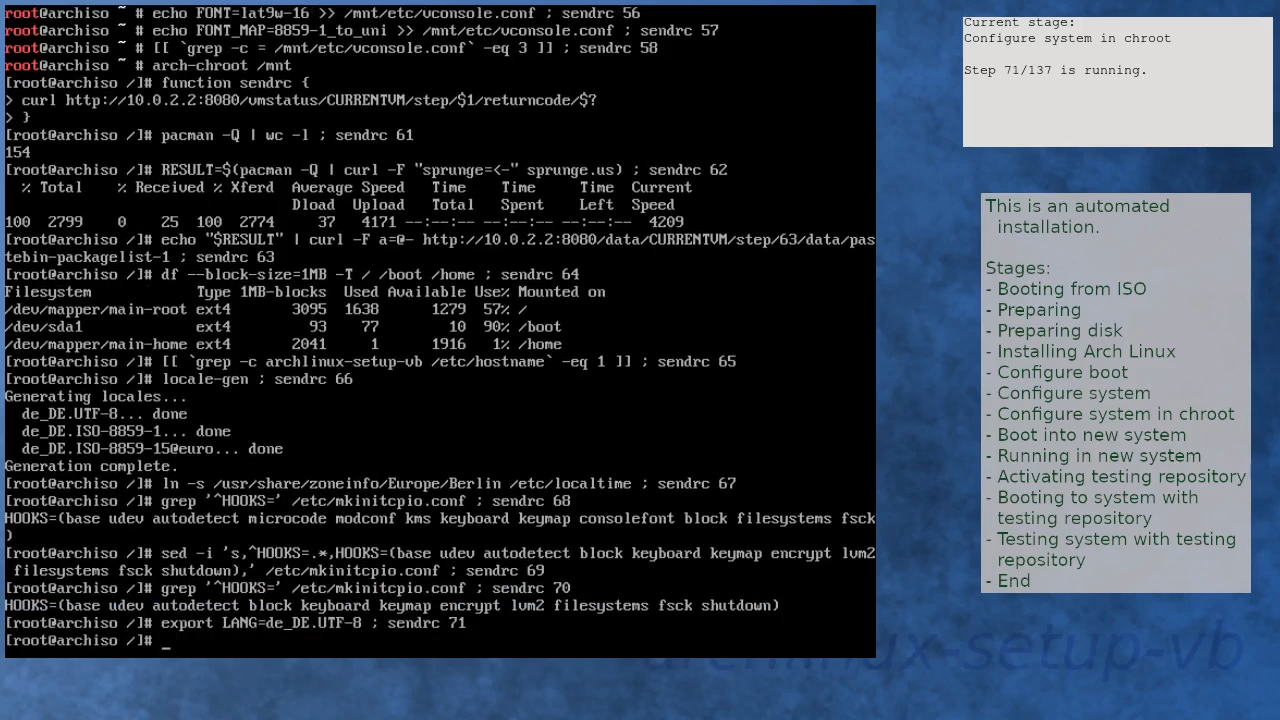 root@archiso ~ # echo FONT=lat9w-16 >> /mnt/etc/vconsole.conf ; sendrc 56
root@archiso ~ # echo FONT_MAP=8859-1_to_uni >> /mnt/etc/vconsole.conf ; sendrc 57
root@archiso ~ # [[ `grep -c = /mnt/etc/vconsole.conf` -eq 3 ]] ; sendrc 58
root@archiso ~ # arch-chroot /mnt
[root@archiso /]# function sendrc {
> curl http://10.0.2.2:8080/vmstatus/CURRENTVM/step/$1/returncode/$?
> }
[root@archiso /]# pacman -Q | wc -l ; sendrc 61
154
[root@archiso /]# RESULT=$(pacman -Q | curl -F "sprunge=<-" sprunge.us) ; sendrc 62
  % Total    % Received % Xferd  Average Speed   Time    Time     Time  Current
                                 Dload  Upload   Total   Spent    Left  Speed
100  2799    0    25  100  2774     37   4171 --:--:-- --:--:-- --:--:--  4209
[root@archiso /]# echo "$RESULT" | curl -F a=@- http://10.0.2.2:8080/data/CURRENTVM/step/63/data/pas
tebin-packagelist-1 ; sendrc 63
[root@archiso /]# df --block-size=1MB -T / /boot /home ; sendrc 64
Filesystem            Type 1MB-blocks  Used Available Use% Mounted on
/dev/mapper/main-root ext4       3095  1638      1279  57% /
/dev/sda1             ext4         93    77        10  90% /boot
/dev/mapper/main-home ext4       2041     1      1916   1% /home
[root@archiso /]# [[ `grep -c archlinux-setup-vb /etc/hostname` -eq 1 ]] ; sendrc 65
[root@archiso /]# locale-gen ; sendrc 66
Generating locales...
  de_DE.UTF-8... done
  de_DE.ISO-8859-1... done
  de_DE.ISO-8859-15@euro... done
Generation complete.
[root@archiso /]# ln -s /usr/share/zoneinfo/Europe/Berlin /etc/localtime ; sendrc 67
[root@archiso /]# grep '^HOOKS=' /etc/mkinitcpio.conf ; sendrc 68
HOOKS=(base udev autodetect microcode modconf kms keyboard keymap consolefont block filesystems fsck
)
[root@archiso /]# sed -i 's,^HOOKS=.*,HOOKS=(base udev autodetect block keyboard keymap encrypt lvm2
 filesystems fsck shutdown),' /etc/mkinitcpio.conf ; sendrc 69
[root@archiso /]# grep '^HOOKS=' /etc/mkinitcpio.conf ; sendrc 70
HOOKS=(base udev autodetect block keyboard keymap encrypt lvm2 filesystems fsck shutdown)
[root@archiso /]# export LANG=de_DE.UTF-8 ; sendrc 71
[root@archiso /]# _
Current stage:
Configure system in chroot
Step 71/137 is running.
This is an automated
installation.
Stages:
- Booting from ISO
- Preparing
- Preparing disk
- Installing Arch Linux
- Configure boot
- Configure system
- Configure system in chroot
- Boot into new system
- Running in new system
- Activating testing repository
- Booting to system with
testing repository
- Testing system with testing
repository
- End
archlinux-setup-vb